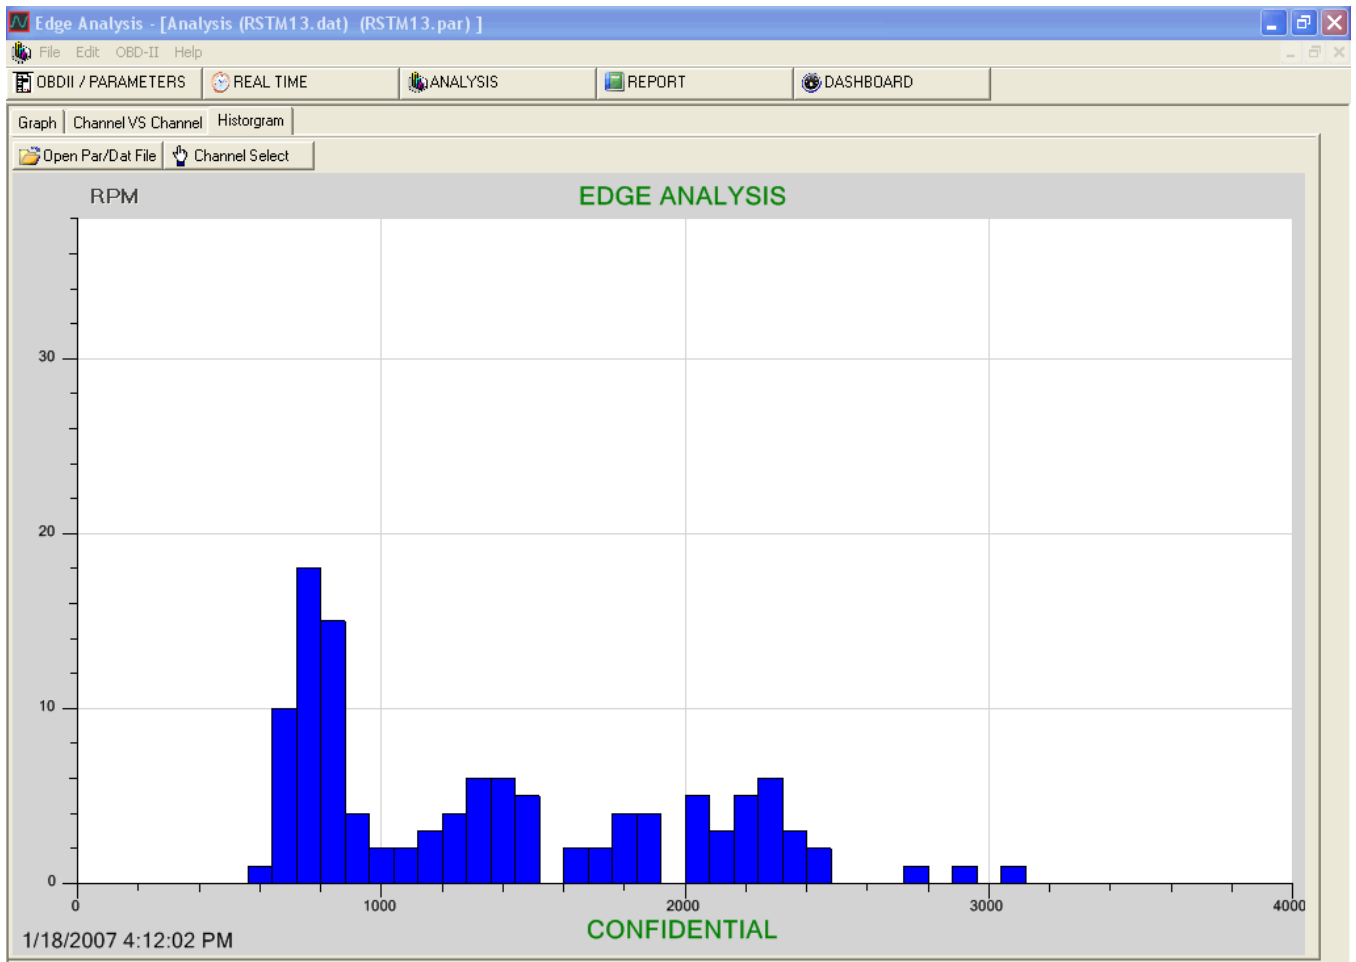 Edge Analysis - [Analysis (RSTM13.dat)  (RSTM13.par) ]
File Edit OBD-II Help
OBDII / PARAMETERS REAL TIME ANALYSIS REPORT DASHBOARD
Graph Channel VS Channel Historgram
Open Par/Dat File Channel Select
RPM EDGE ANALYSIS
30
20
10
0
0 1000 2000 3000 4000
CONFIDENTIAL
1/18/2007 4:12:02 PM